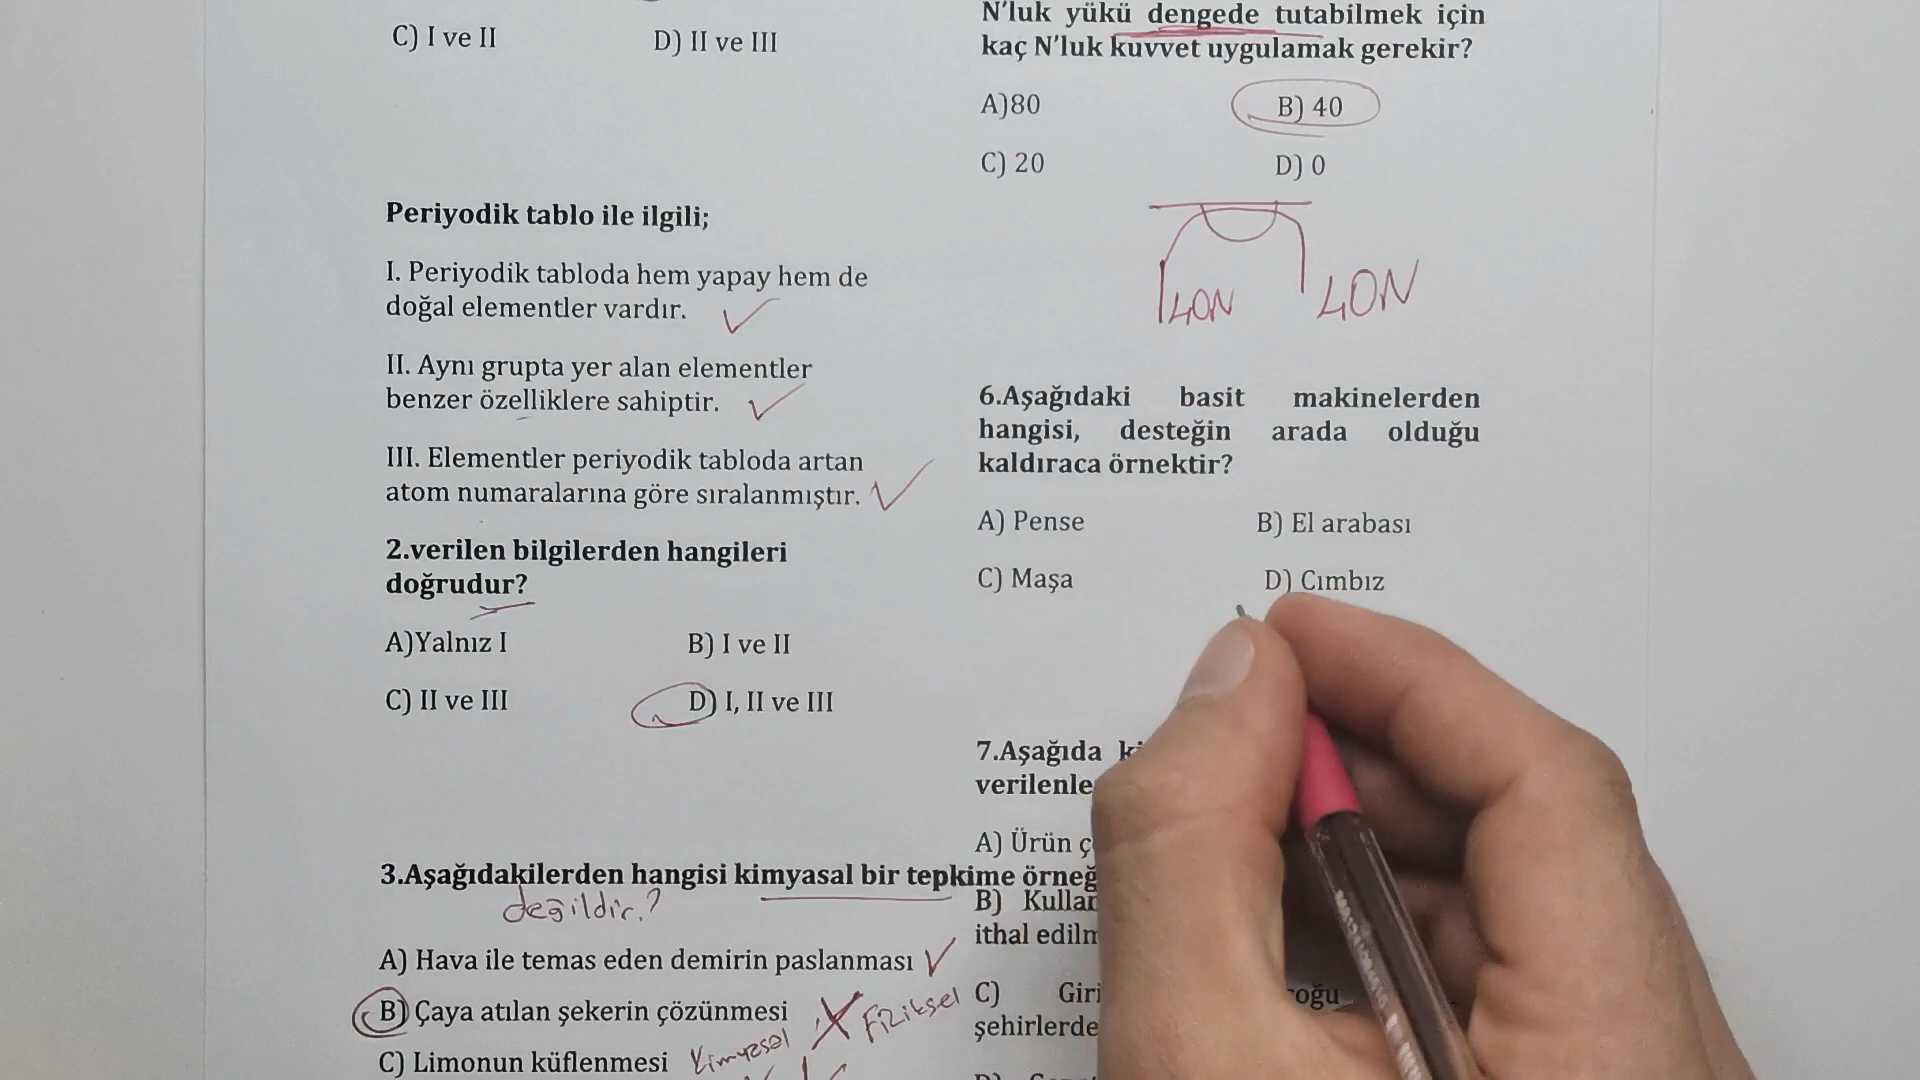 C) I ve II
D) II ve III
Periyodik tablo ile ilgili;
I. Periyodik tabloda hem yapay hem de
doğal elementler vardır.
II. Aynı grupta yer alan elementler
benzer özelliklere sahiptir.
III. Elementler periyodik tabloda artan
atom numaralarına göre sıralanmıştır.
2.verilen bilgilerden hangileri
doğrudur?
A)Yalnız I
B) I ve II
C) II ve III
D) I, II ve III
3.Aşağıdakilerden hangisi kimyasal bir tepkime örneğ
değildir.?
A) Hava ile temas eden demirin paslanması
B) Çaya atılan şekerin çözünmesi
Fiziksel
C) Limonun küflenmesi
Kimyasal
N'luk yükü dengede tutabilmek için
kaç N'luk kuvvet uygulamak gerekir?
A)80
B) 40
C) 20
D) 0
40N
40N
6.Aşağıdaki basit makinelerden
hangisi, desteğin arada olduğu
kaldıraca örnektir?
A) Pense
B) El arabası
C) Maşa
D) Cımbız
7.Aşağıda ki
verilenle
A) Ürün ç
B) Kullan
ithal edilm
C) Giri
şehirlerde